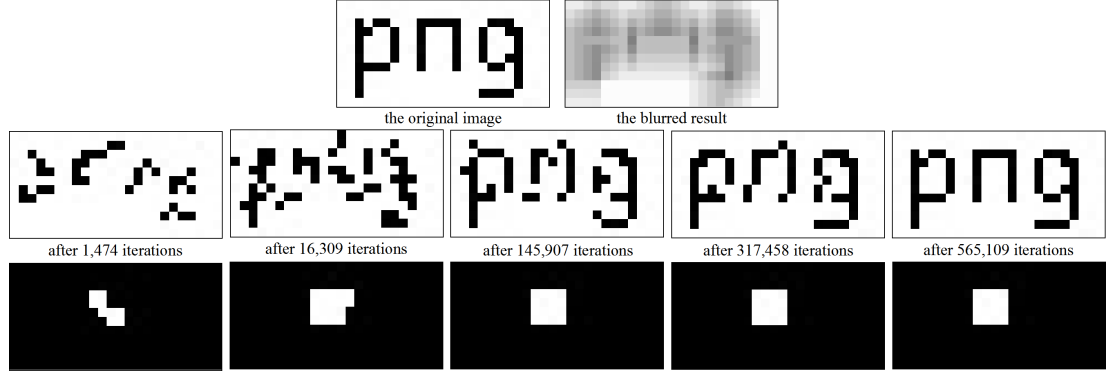 png
the original image
the blurred result
after 1,474 iterations
after 16,309 iterations
png
after 145,907 iterations
png
after 317,458 iterations
png
after 565,109 iterations